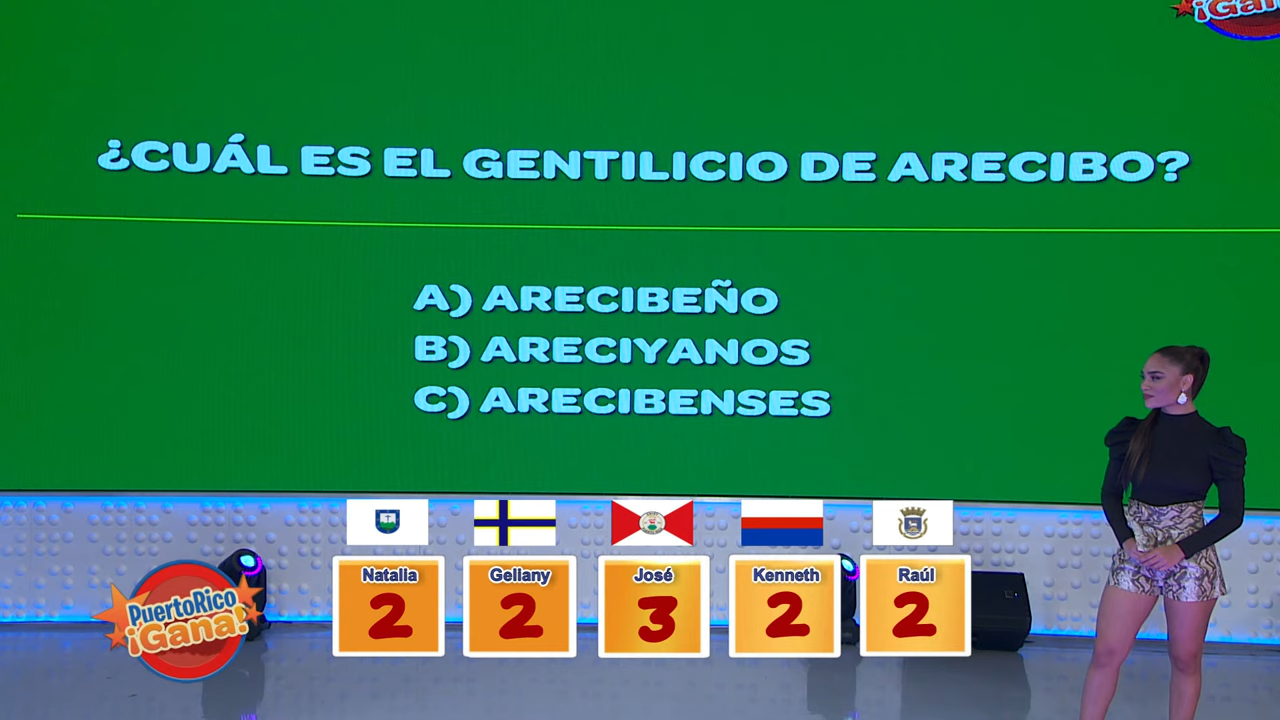 ¡Gan
¿CUÁL ES EL GENTILICIO DE ARECIBO?
A) ARECIBEÑO
B) ARECIYANOS
C) ARECIBENSES
Natalia
Gellany
José
Kenneth
Raúl
2
2
3
2
2
PuertoRico
¡Gana!